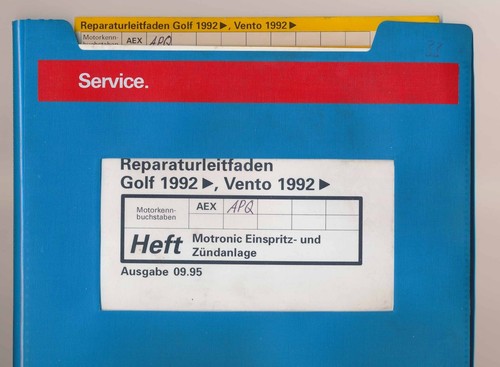 Reparaturleitfaden Golf 1992 ▶, Vento 1992 ▶
Motorkenn- AEX APQ
buchstaben
Service.
Reparaturleitfaden
Golf 1992 ▶, Vento 1992 ▶
Motorkenn-
buchstaben AEX APQ
Heft Motronic Einspritz- und
Zündanlage
Ausgabe 09.95